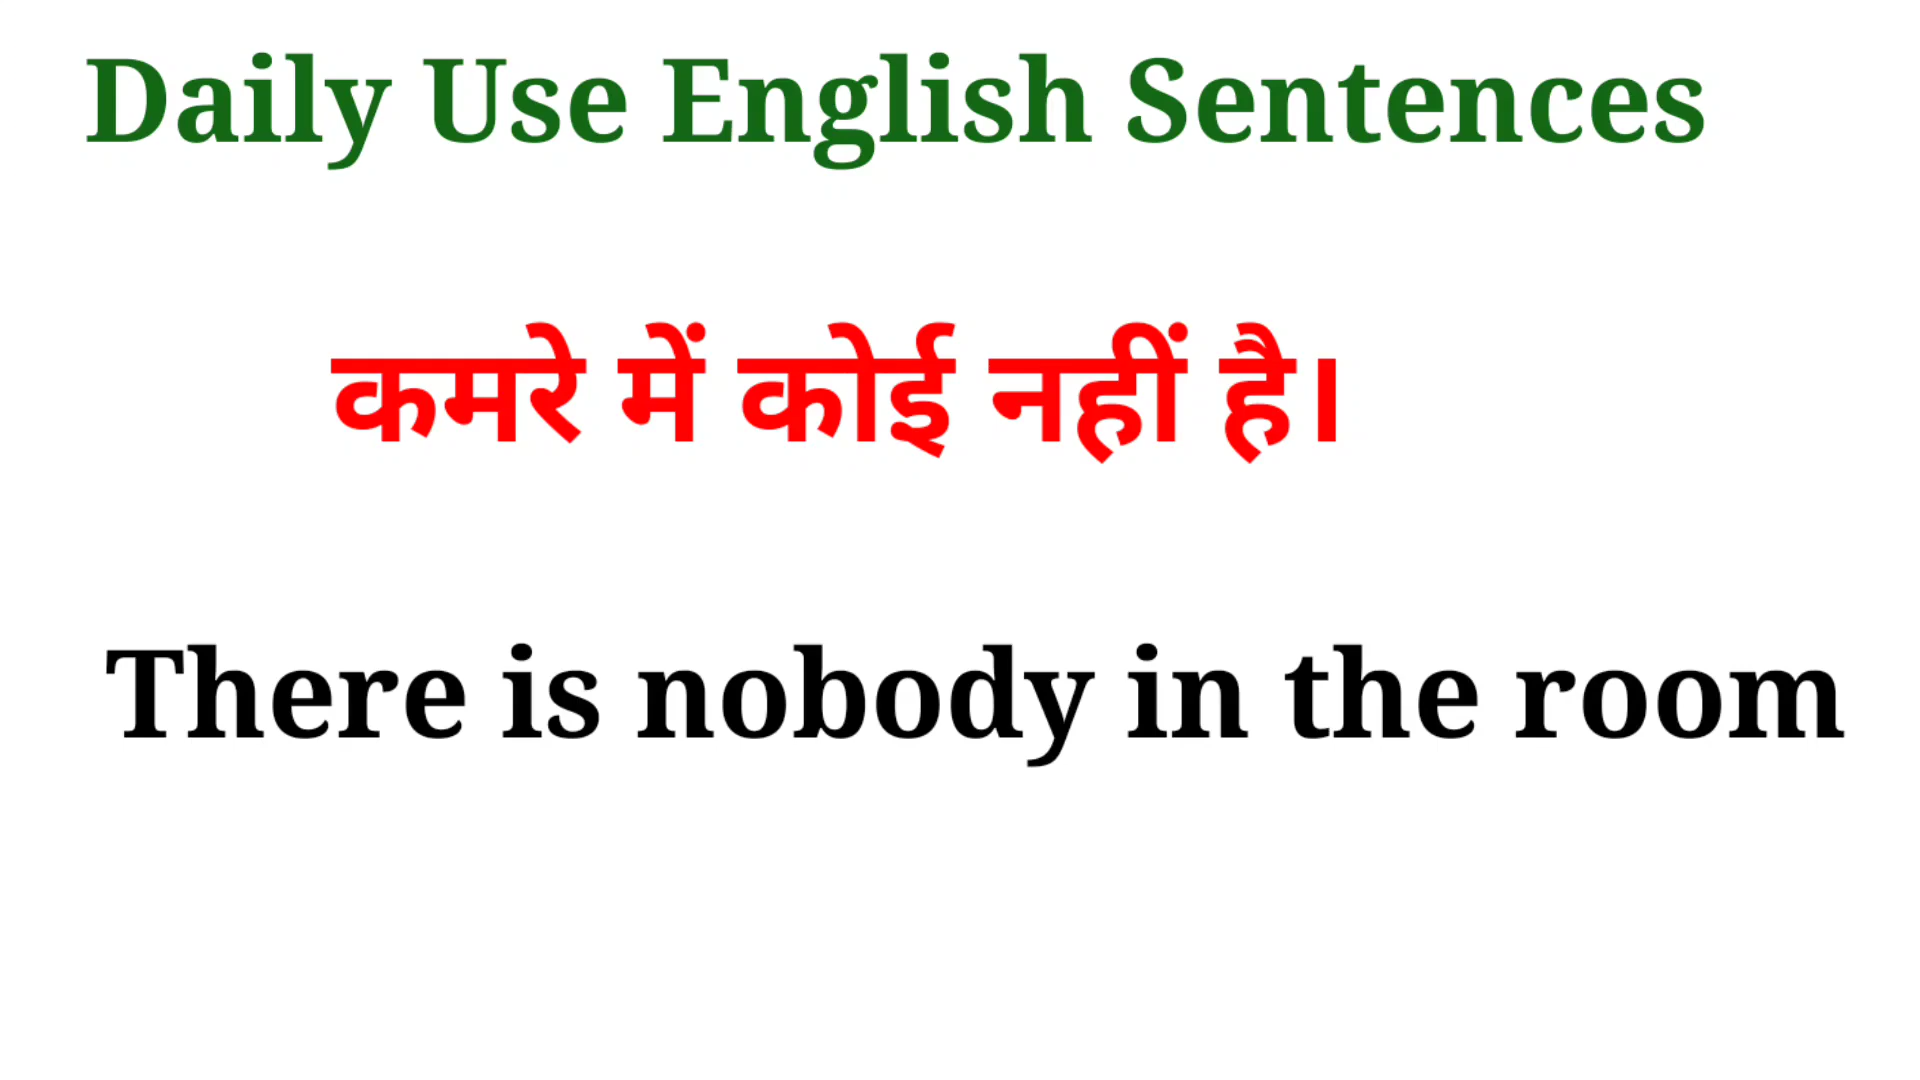 Daily Use English Sentences
कमरे में कोई नहीं है।
There is nobody in the room